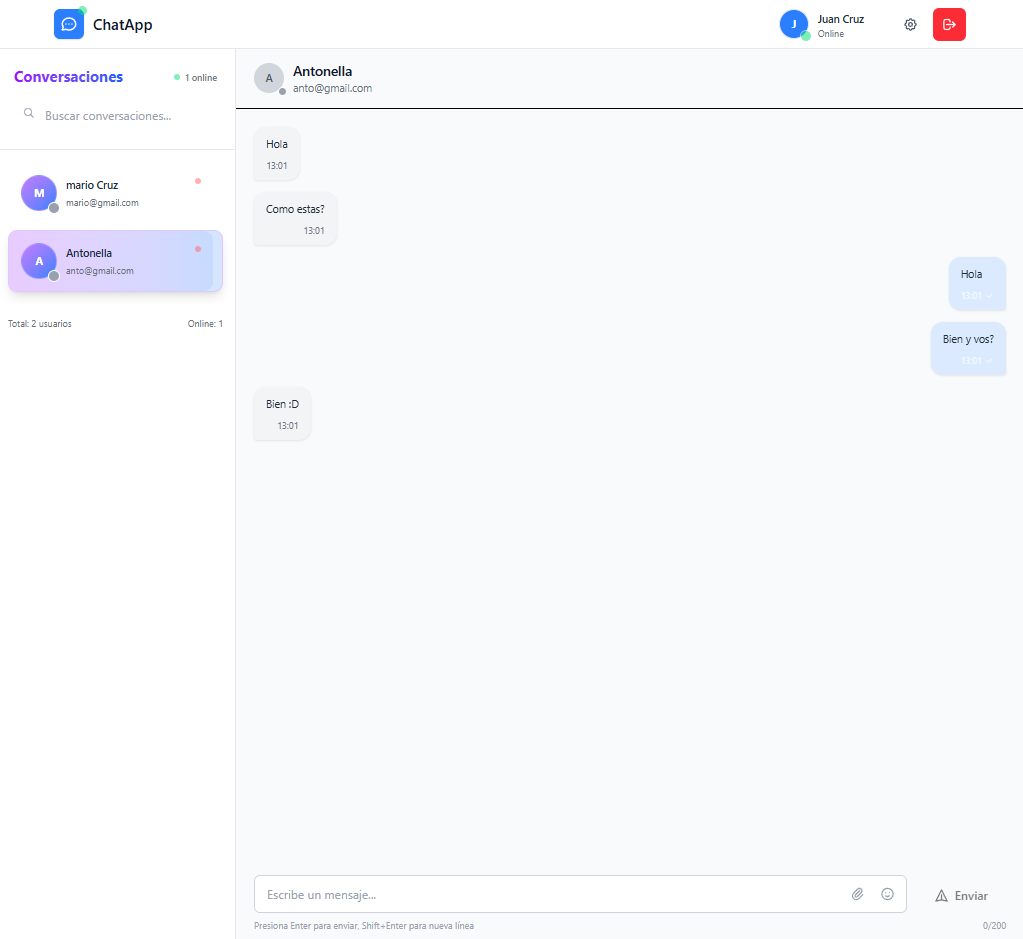 ChatApp
J
Juan Cruz
Online
Conversaciones
1 online
Buscar conversaciones...
M
mario Cruz
mario@gmail.com
A
Antonella
anto@gmail.com
Total: 2 usuarios
Online: 1
A
Antonella
anto@gmail.com
Hola
13:01
Como estas?
13:01
Hola
13:01 ✓
Bien y vos?
13:01 ✓
Bien :D
13:01
Escribe un mensaje...
Enviar
Presiona Enter para enviar, Shift+Enter para nueva línea
0/200